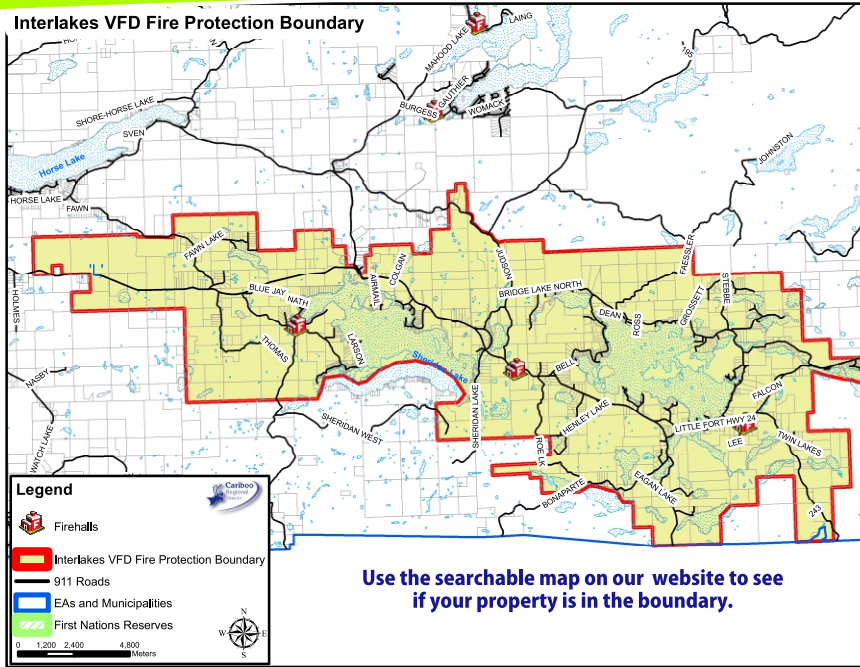 Interlakes VFD Fire Protection Boundary
LAING
MAHOOD LAKE
GAUTHIER
BURGESS
WOMACK
195
SHORE-HORSE LAKE
SVEN
Horse Lake
JOHNSTON
HORSE LAKE
FAWN
FAWN LAKE
COLGAN
AIRMAIL
JUDSON
FAESSLER
HOLMES
BLUE JAY
NATH
BRIDGE LAKE NORTH
STEBBE
GROSSETT
DEAN
ROSS
THOMAS
LARSON
Sheridan Lake
BELL
NASBY
FALCON
SHERIDAN WEST
SHERIDAN LAKE
HENLEY LAKE
LITTLE FORT HWY 24
LEE
TWIN LAKES
WATCH LAKE
ROE LK
EAGAN LAKE
BONAPARTE
243
Legend
Cariboo
Regional
District
Firehalls
Interlakes VFD Fire Protection Boundary
911 Roads
EAs and Municipalities
First Nations Reserves
N
W E
S
0 1,200 2,400 4,800
Meters
Use the searchable map on our website to see
if your property is in the boundary.